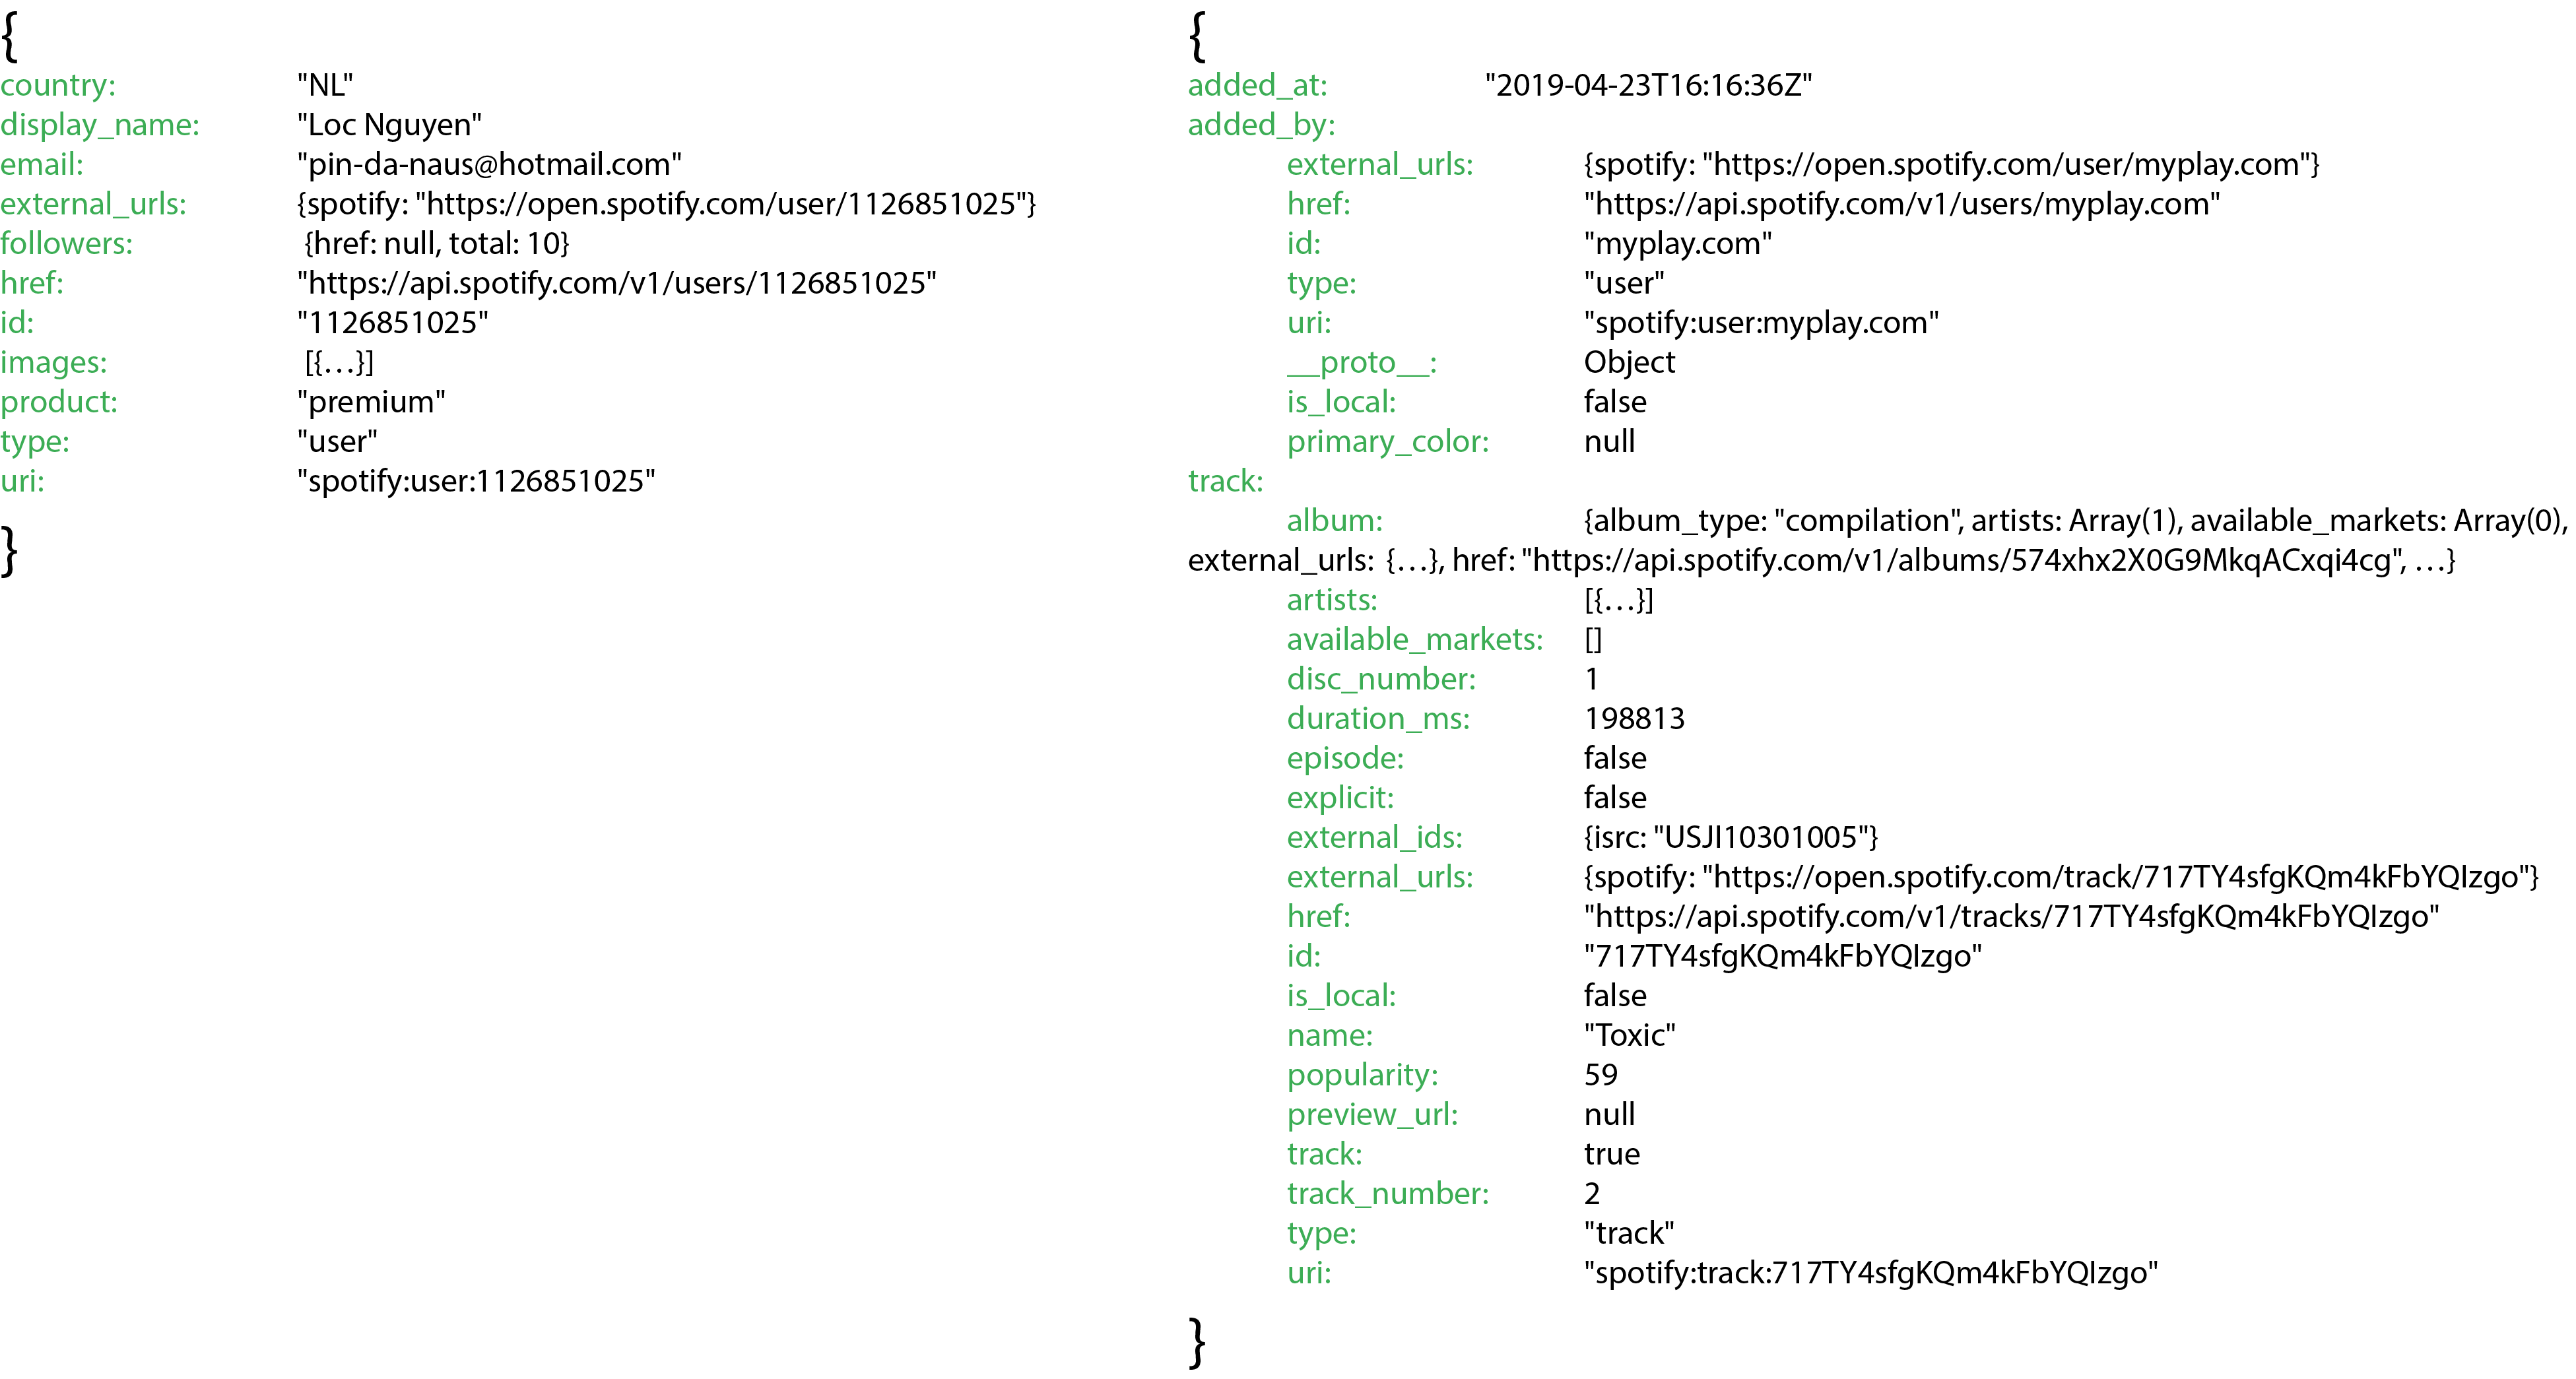 {
country: "NL"
display_name: "Loc Nguyen"
email: "pin-da-naus@hotmail.com"
external_urls: {spotify: "https://open.spotify.com/user/1126851025"}
followers: {href: null, total: 10}
href: "https://api.spotify.com/v1/users/1126851025"
id: "1126851025"
images: [{…}]
product: "premium"
type: "user"
uri: "spotify:user:1126851025"
}
{
added_at: "2019-04-23T16:16:36Z"
added_by:
external_urls: {spotify: "https://open.spotify.com/user/myplay.com"}
href: "https://api.spotify.com/v1/users/myplay.com"
id: "myplay.com"
type: "user"
uri: "spotify:user:myplay.com"
__proto__: Object
is_local: false
primary_color: null
track:
album: {album_type: "compilation", artists: Array(1), available_markets: Array(0),
external_urls: {…}, href: "https://api.spotify.com/v1/albums/574xhx2X0G9MkqACxqi4cg", …}
artists: [{…}]
available_markets: []
disc_number: 1
duration_ms: 198813
episode: false
explicit: false
external_ids: {isrc: "USJI10301005"}
external_urls: {spotify: "https://open.spotify.com/track/717TY4sfgKQm4kFbYQIzgo"}
href: "https://api.spotify.com/v1/tracks/717TY4sfgKQm4kFbYQIzgo"
id: "717TY4sfgKQm4kFbYQIzgo"
is_local: false
name: "Toxic"
popularity: 59
preview_url: null
track: true
track_number: 2
type: "track"
uri: "spotify:track:717TY4sfgKQm4kFbYQIzgo"
}